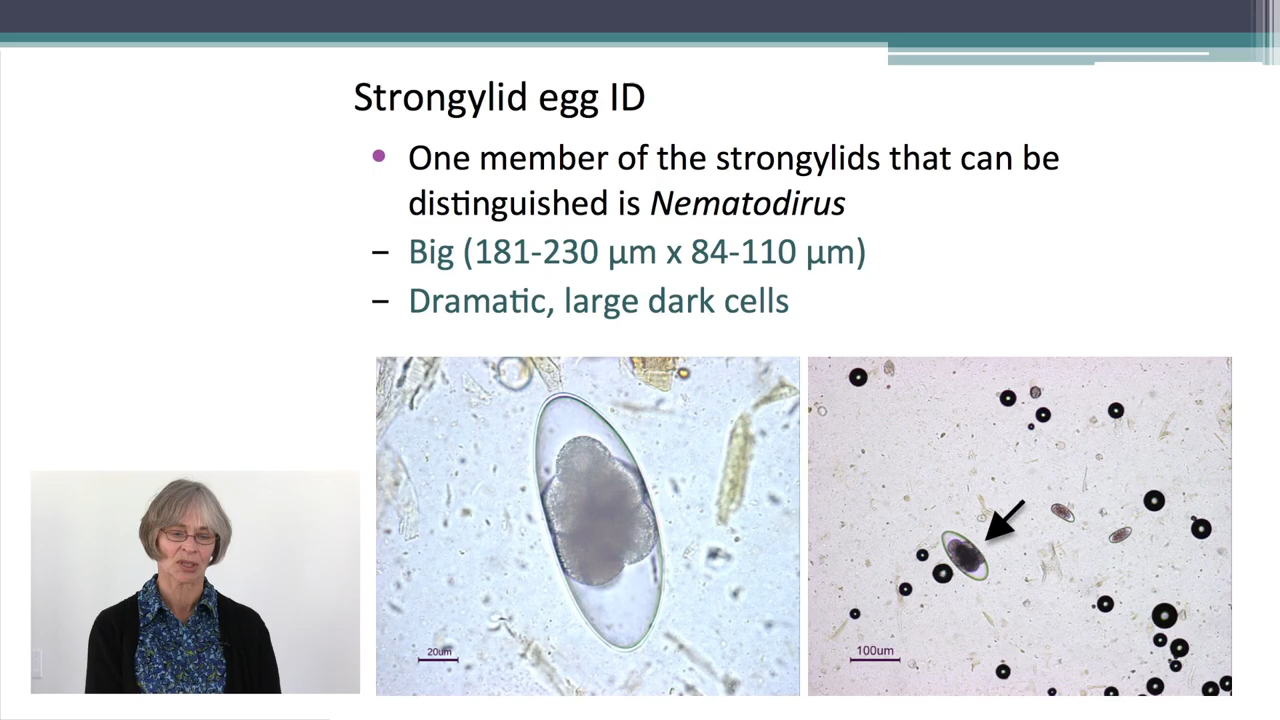 Strongylid egg ID
• One member of the strongylids that can be
distinguished is Nematodirus
– Big (181-230 µm x 84-110 µm)
– Dramatic, large dark cells
20um
100um